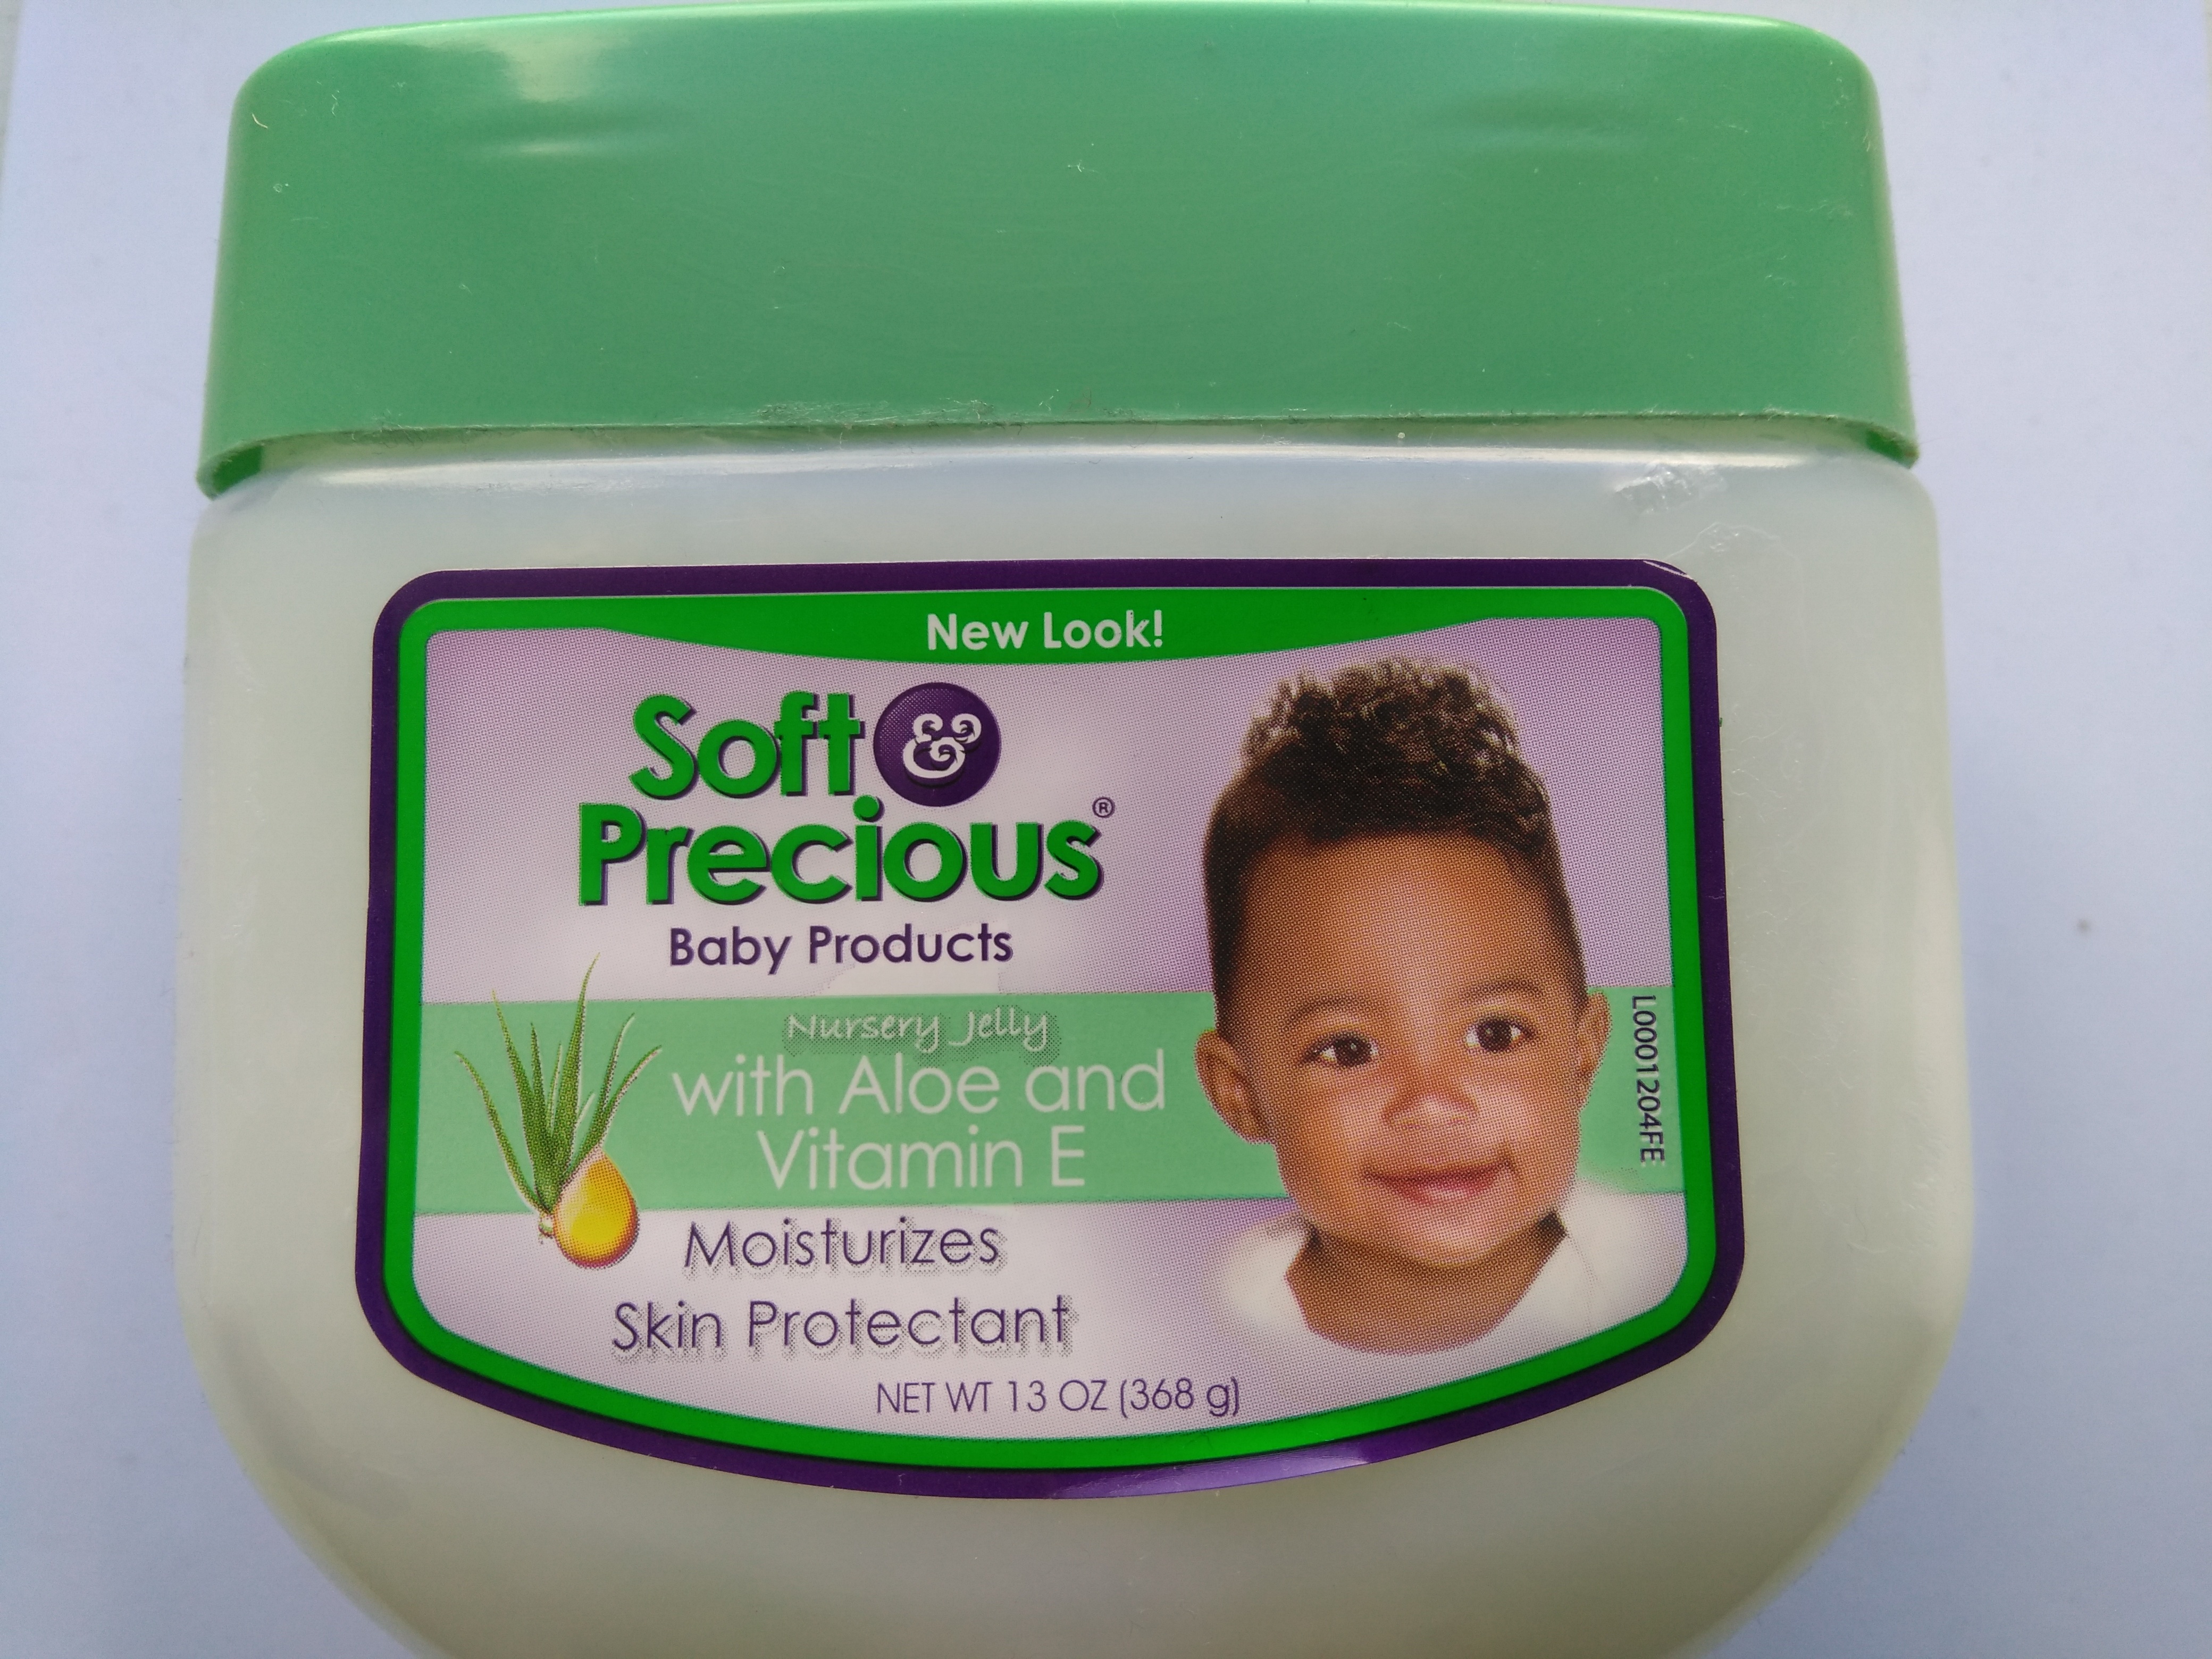 New Look!
Soft &
Precious®
Baby Products
Nursery Jelly
with Aloe and
Vitamin E
Moisturizes
Skin Protectant
NET WT 13 OZ (368 g)
L0001204FE